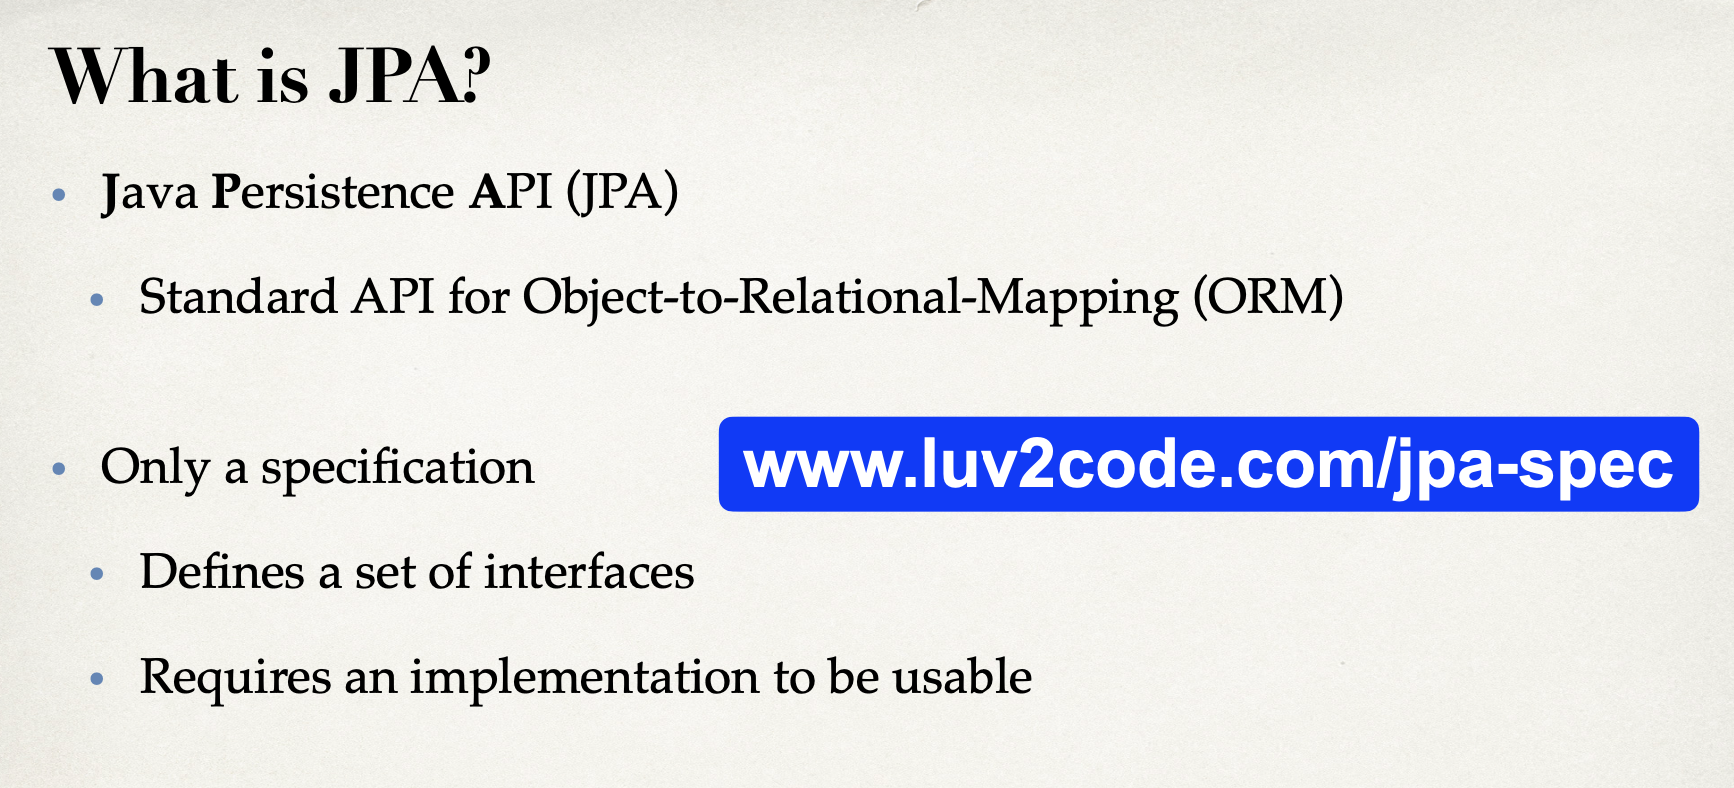 What is JPA?
Java Persistence API (JPA)
Standard API for Object-to-Relational-Mapping (ORM)
Only a specification
www.luv2code.com/jpa-spec
Defines a set of interfaces
Requires an implementation to be usable